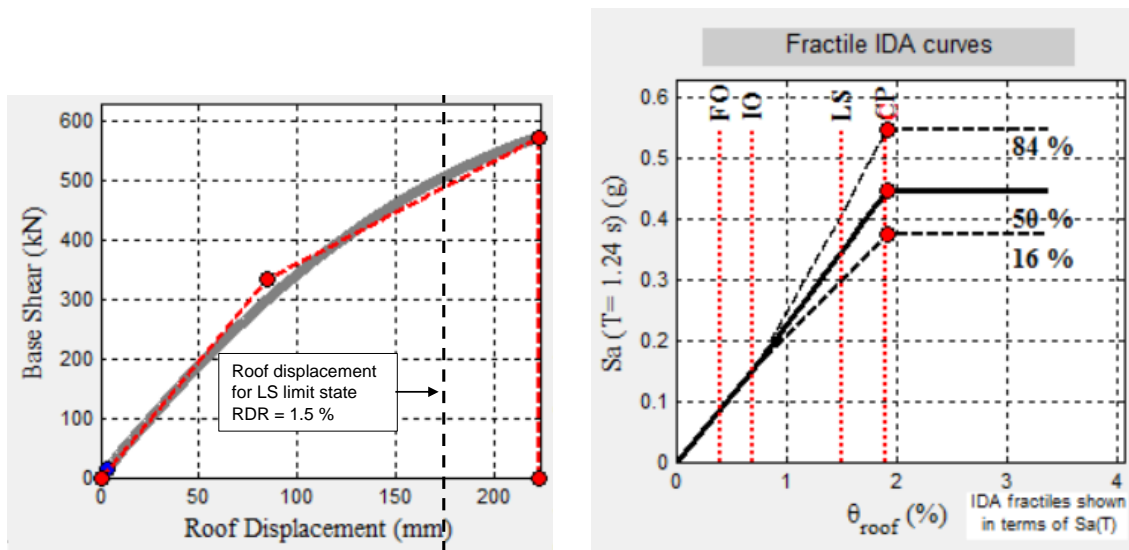 600
500
400
300
200
100
0
0
50
100
150
200
Base Shear (kN)
Roof Displacement (mm)
Roof displacement
for LS limit state
RDR = 1.5 %
Fractile IDA curves
0.6
0.5
0.4
0.3
0.2
0.1
0
0
1
2
3
4
Sa (T= 1.24 s) (g)
FO
IO
LS
CP
84 %
50 %
16 %
θroof (%)
IDA fractiles shown
in terms of Sa(T)